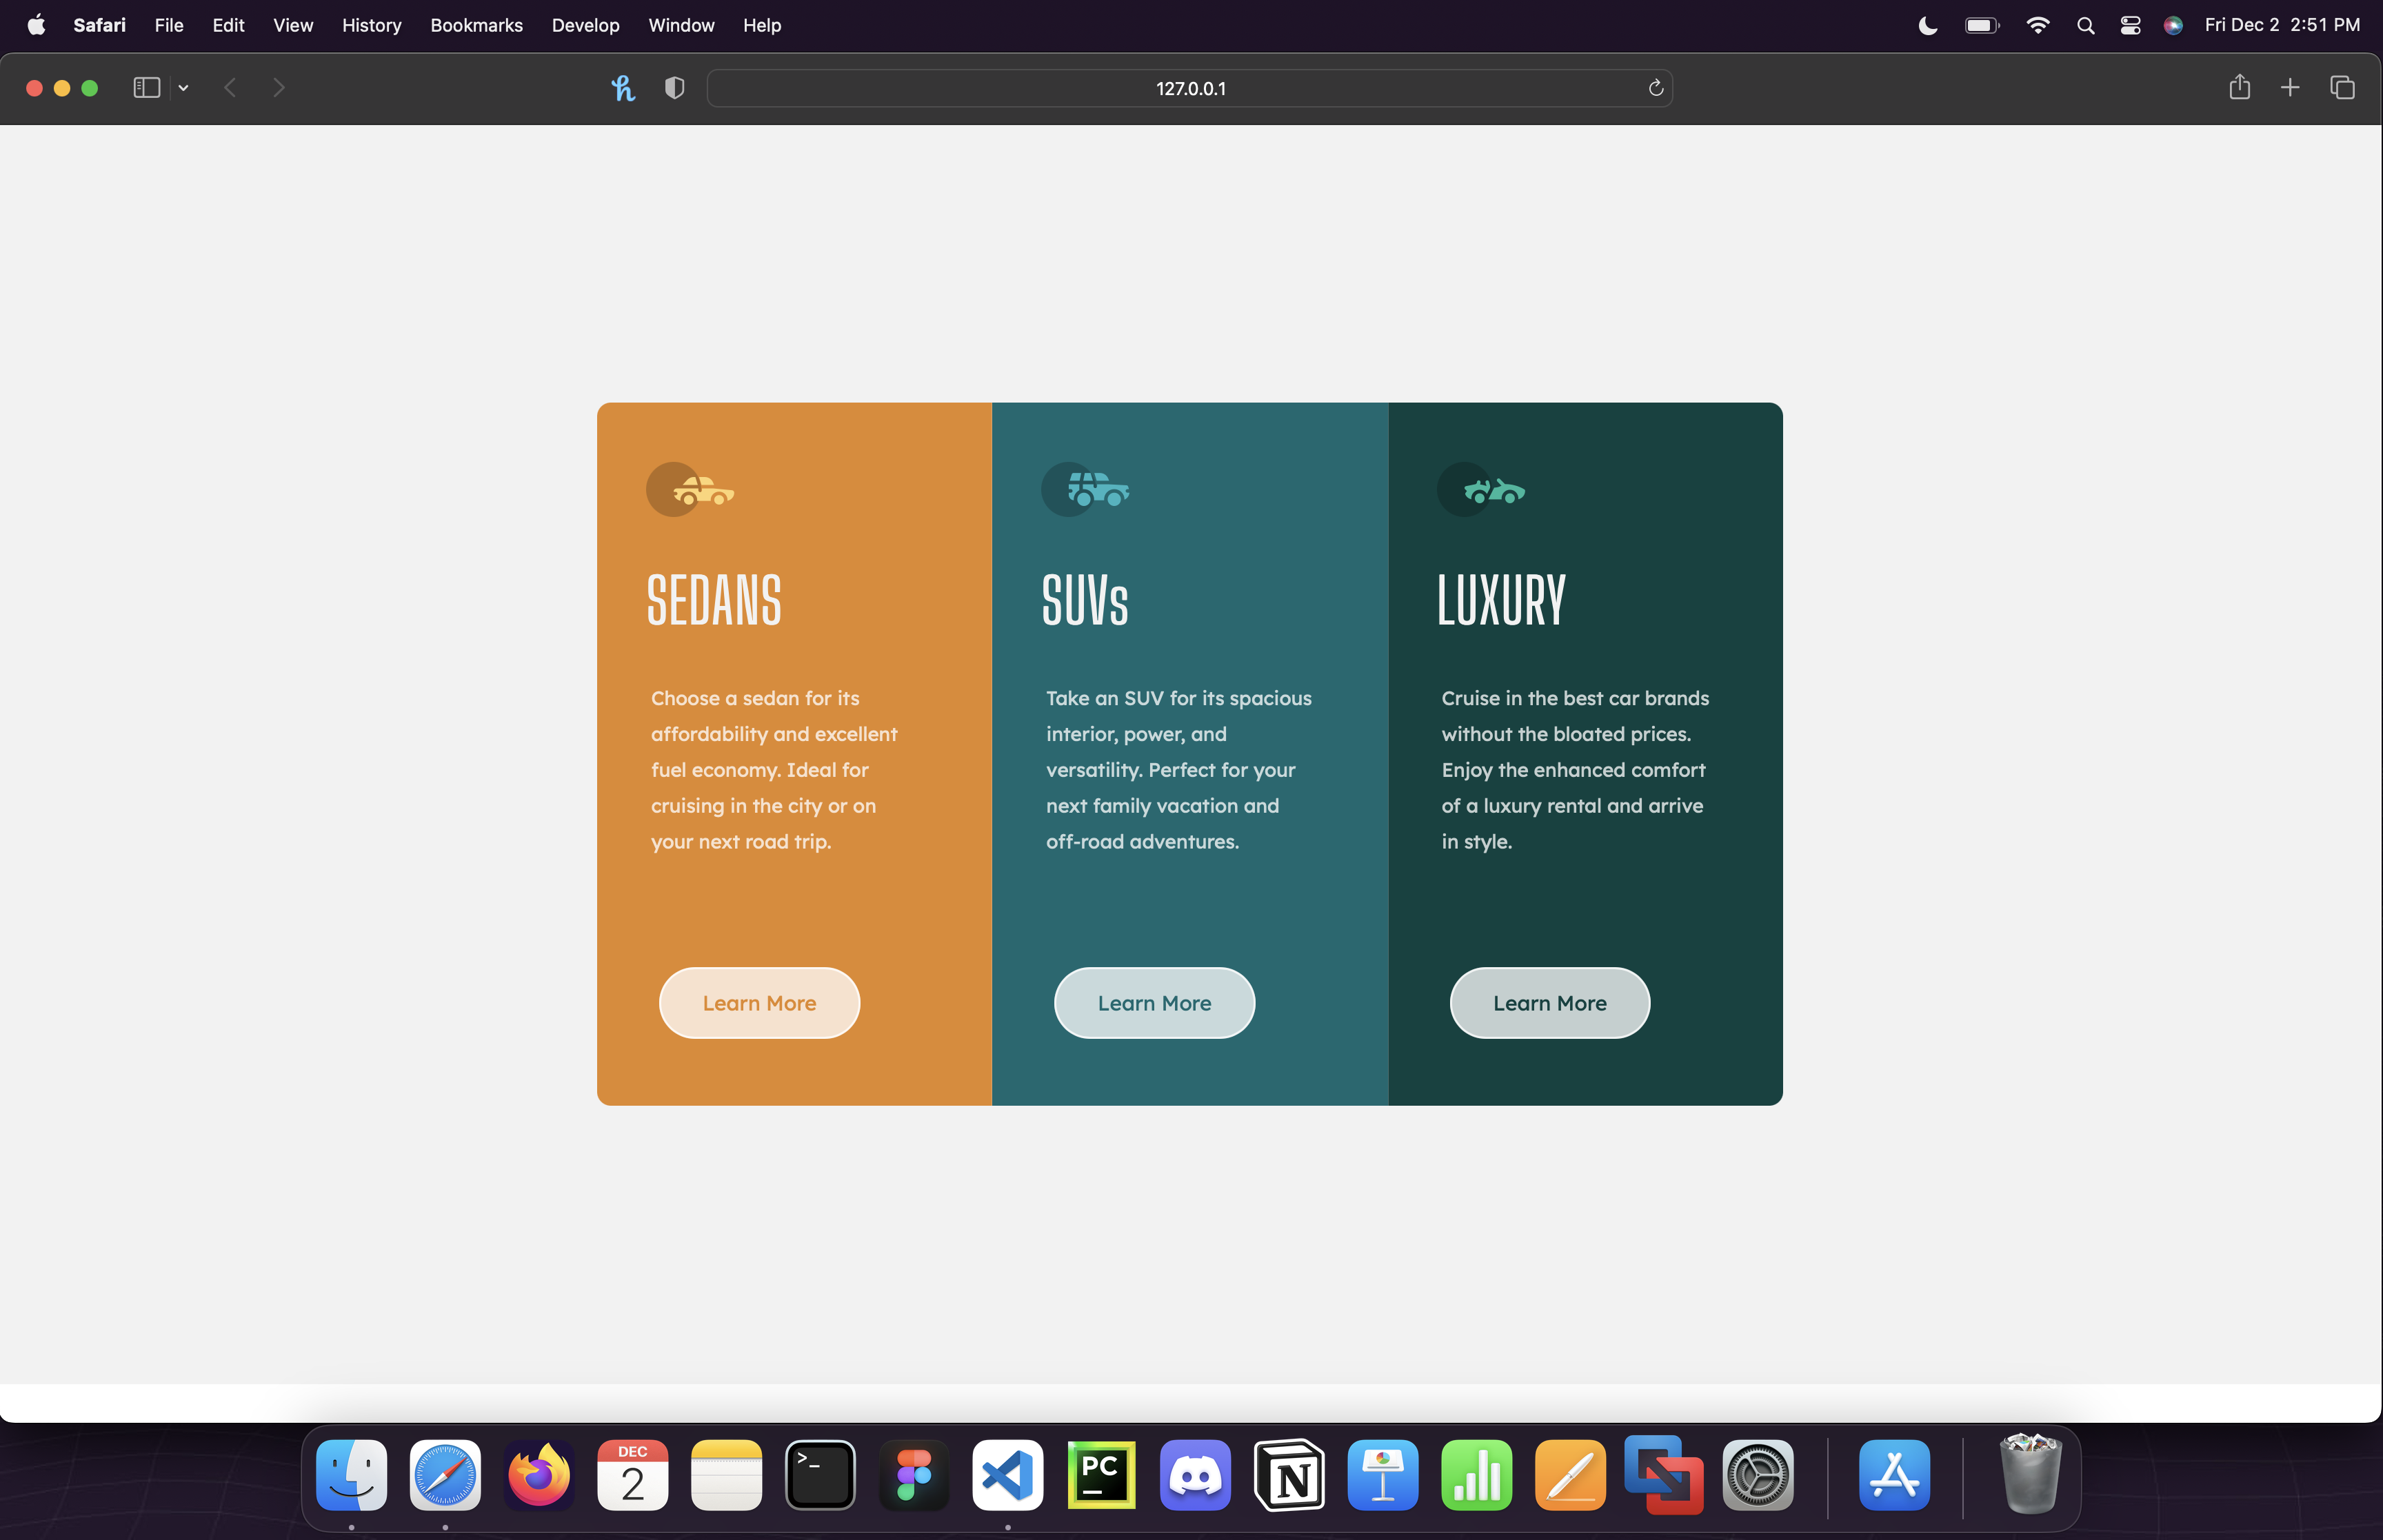 Safari File Edit View History Bookmarks Develop Window Help Fri Dec 2 2:51 PM
127.0.0.1
SEDANS
Choose a sedan for its
affordability and excellent
fuel economy. Ideal for
cruising in the city or on
your next road trip.
Learn More
SUVs
Take an SUV for its spacious
interior, power, and
versatility. Perfect for your
next family vacation and
off-road adventures.
Learn More
LUXURY
Cruise in the best car brands
without the bloated prices.
Enjoy the enhanced comfort
of a luxury rental and arrive
in style.
Learn More
DEC
2
>_
PC
N